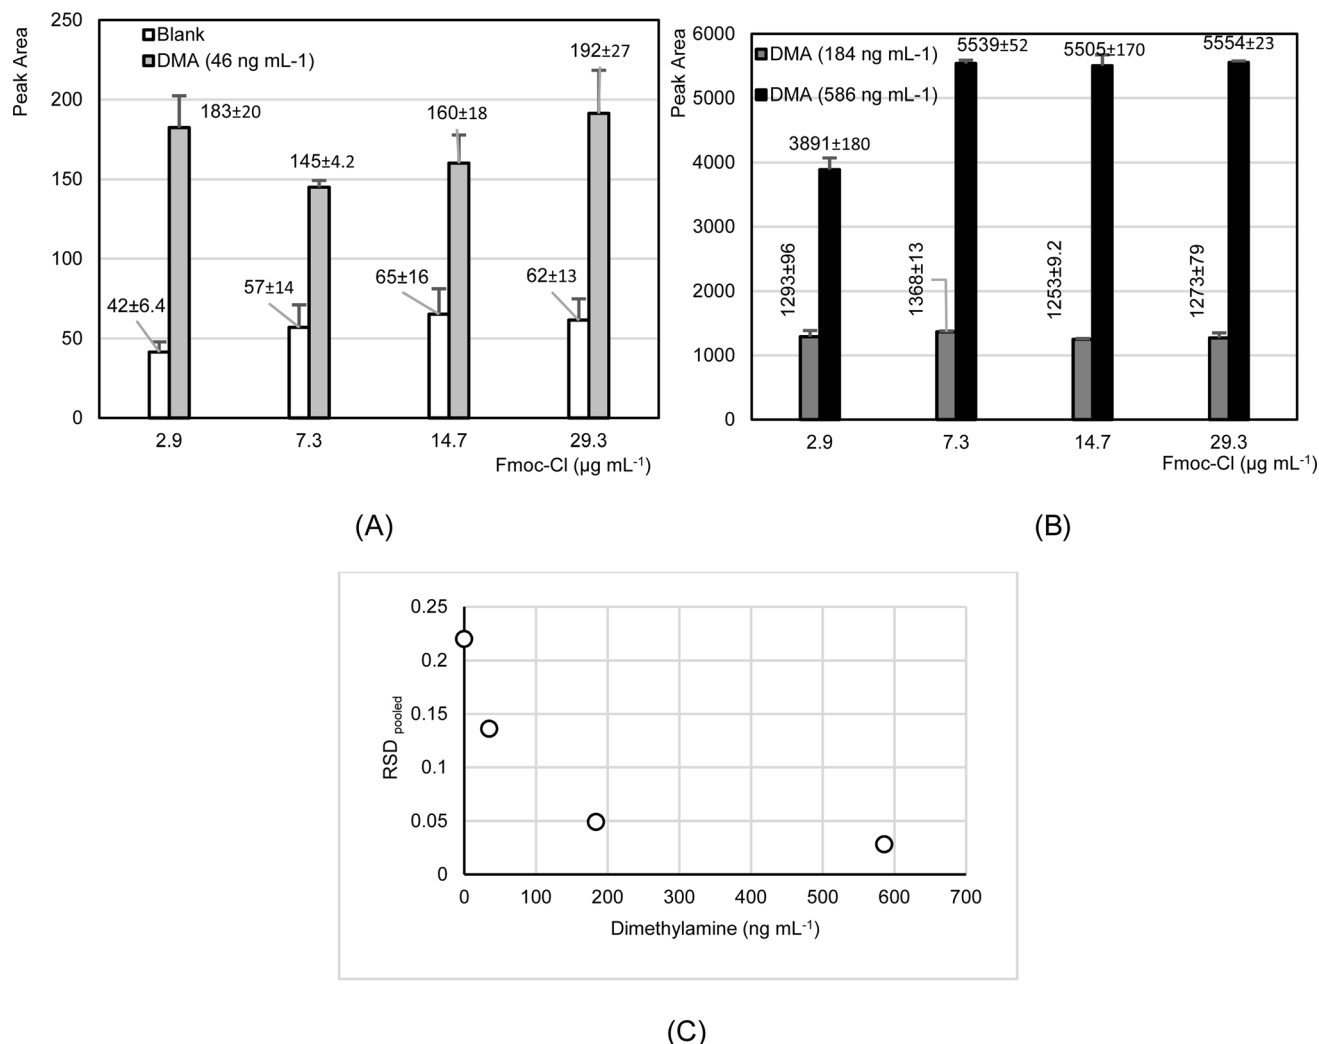 Peak Area
250
200
150
100
50
0
Blank
DMA (46 ng mL-1)
42±6.4
183±20
57±14
145±4.2
65±16
160±18
62±13
192±27
2.9 7.3 14.7 29.3
Fmoc-Cl (µg mL-1)
(A)
Peak Area
6000
5000
4000
3000
2000
1000
0
DMA (184 ng mL-1)
DMA (586 ng mL-1)
1293±96
3891±180
1368±13
5539±52
1253±9.2
5505±170
1273±79
5554±23
2.9 7.3 14.7 29.3
Fmoc-Cl (µg mL-1)
(B)
RSD pooled
0.25
0.2
0.15
0.1
0.05
0
0 100 200 300 400 500 600 700
Dimethylamine (ng mL-1)
(C)